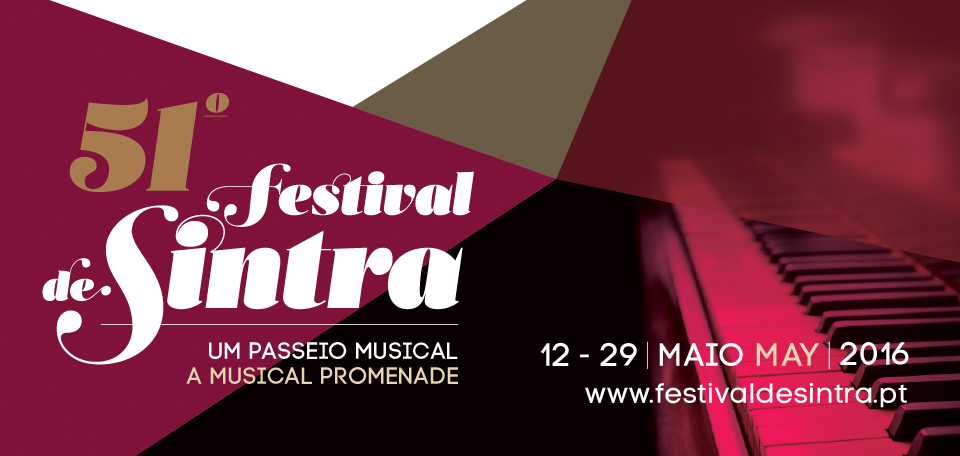 51º
festival
de Sintra
UM PASSEIO MUSICAL
A MUSICAL PROMENADE
12 - 29 | MAIO MAY | 2016
www.festivaldesintra.pt